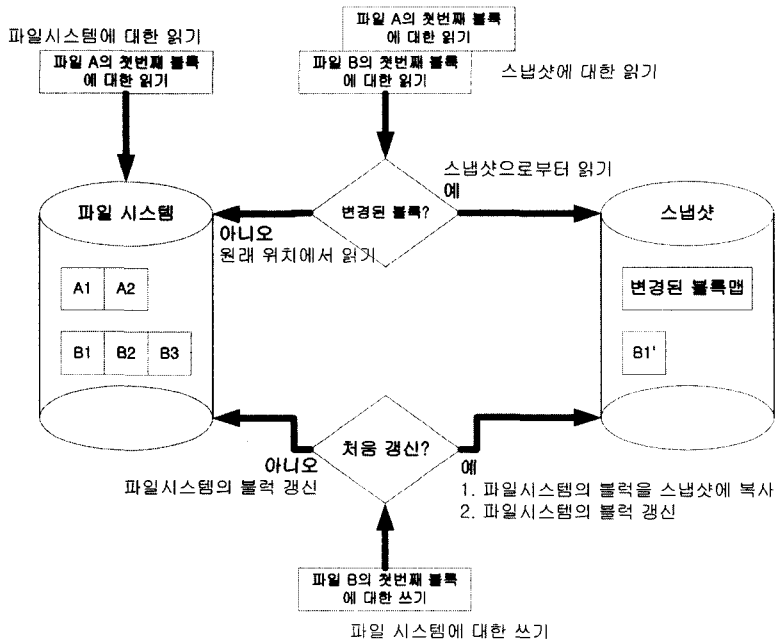 파일 A의 첫번째 블록
에 대한 읽기
파일시스템에 대한 읽기
파일 A의 첫번째 블록
에 대한 읽기
파일 B의 첫번째 블록
에 대한 읽기
스냅샷에 대한 읽기
스냅샷으로부터 읽기
예
파일 시스템
변경된 블록?
스냅샷
아니오
원래 위치에서 읽기
A1 A2
변경된 블록맵
B1 B2 B3
B1'
처음 갱신?
아니오
예
파일시스템의 블럭 갱신
1. 파일시스템의 블럭을 스냅샷에 복사
2. 파일시스템의 블럭 갱신
파일 B의 첫번째 블록
에 대한 쓰기
파일 시스템에 대한 쓰기